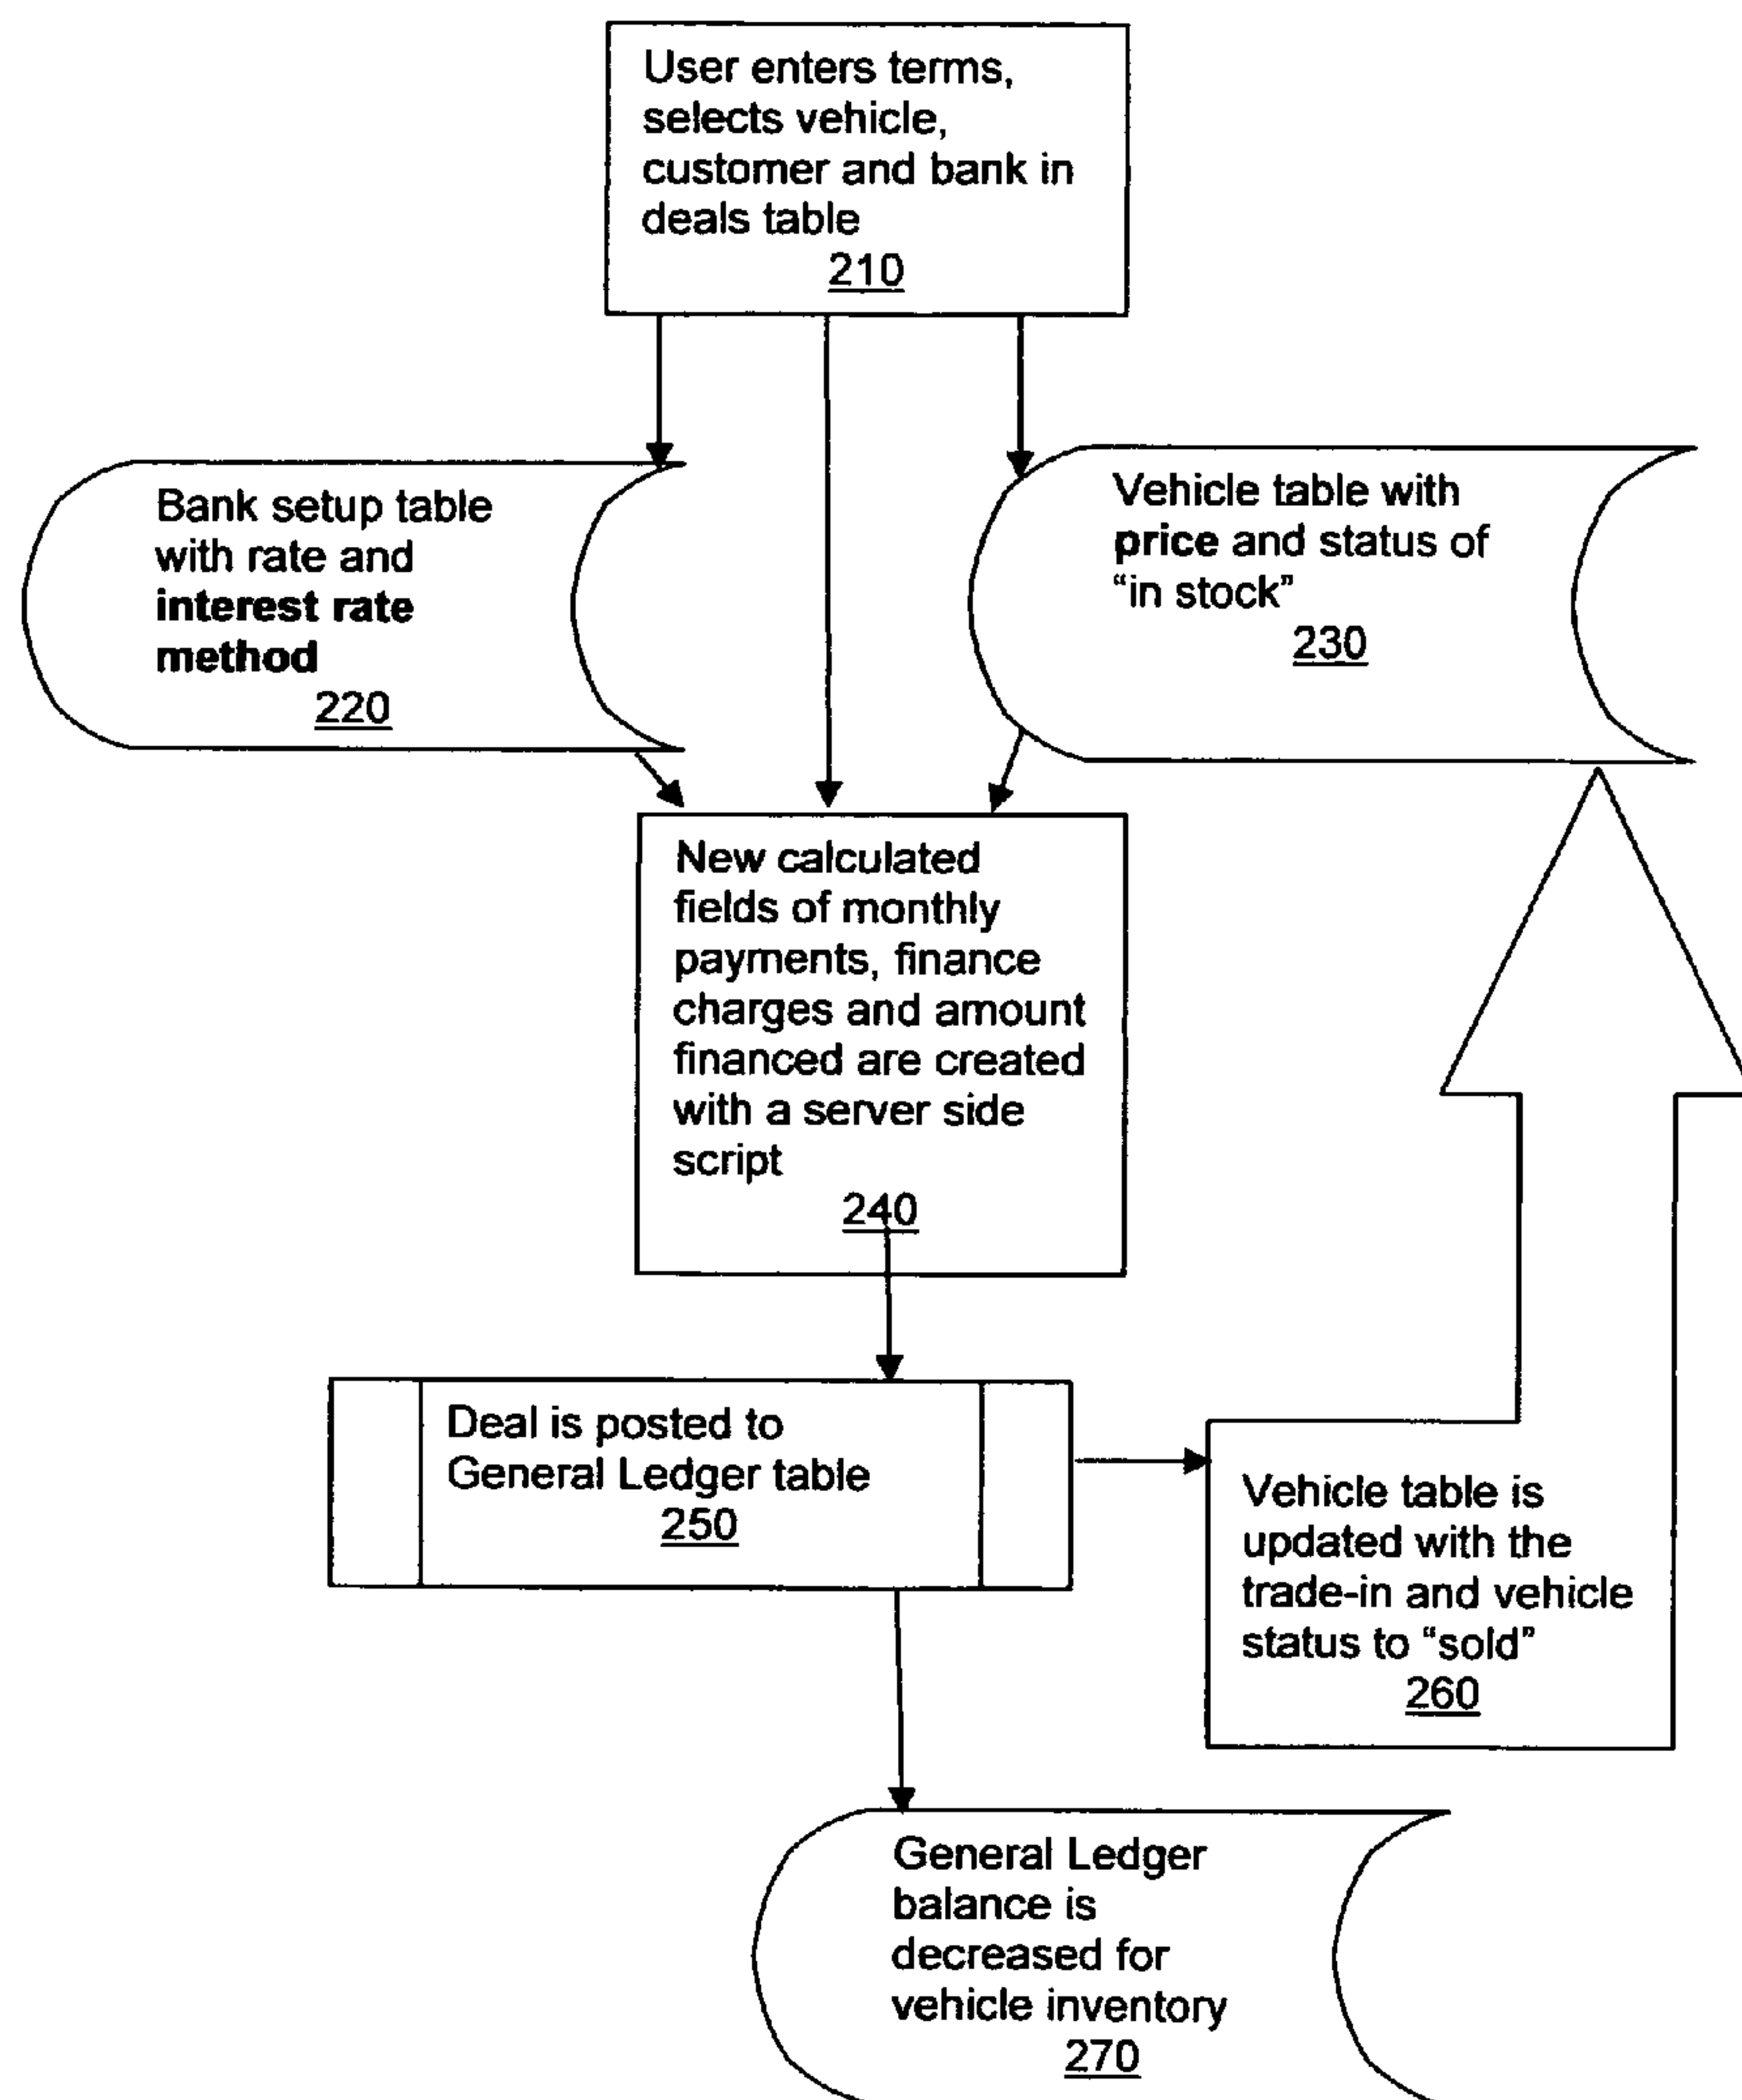 User enters terms,
selects vehicle,
customer and bank in
deals table
210
Bank setup table
with rate and
interest rate
method
220
Vehicle table with
price and status of
“in stock”
230
New calculated
fields of monthly
payments, finance
charges and amount
financed are created
with a server side
script
240
Deal is posted to
General Ledger table
250
Vehicle table is
updated with the
trade-in and vehicle
status to “sold”
260
General Ledger
balance is
decreased for
vehicle inventory
270